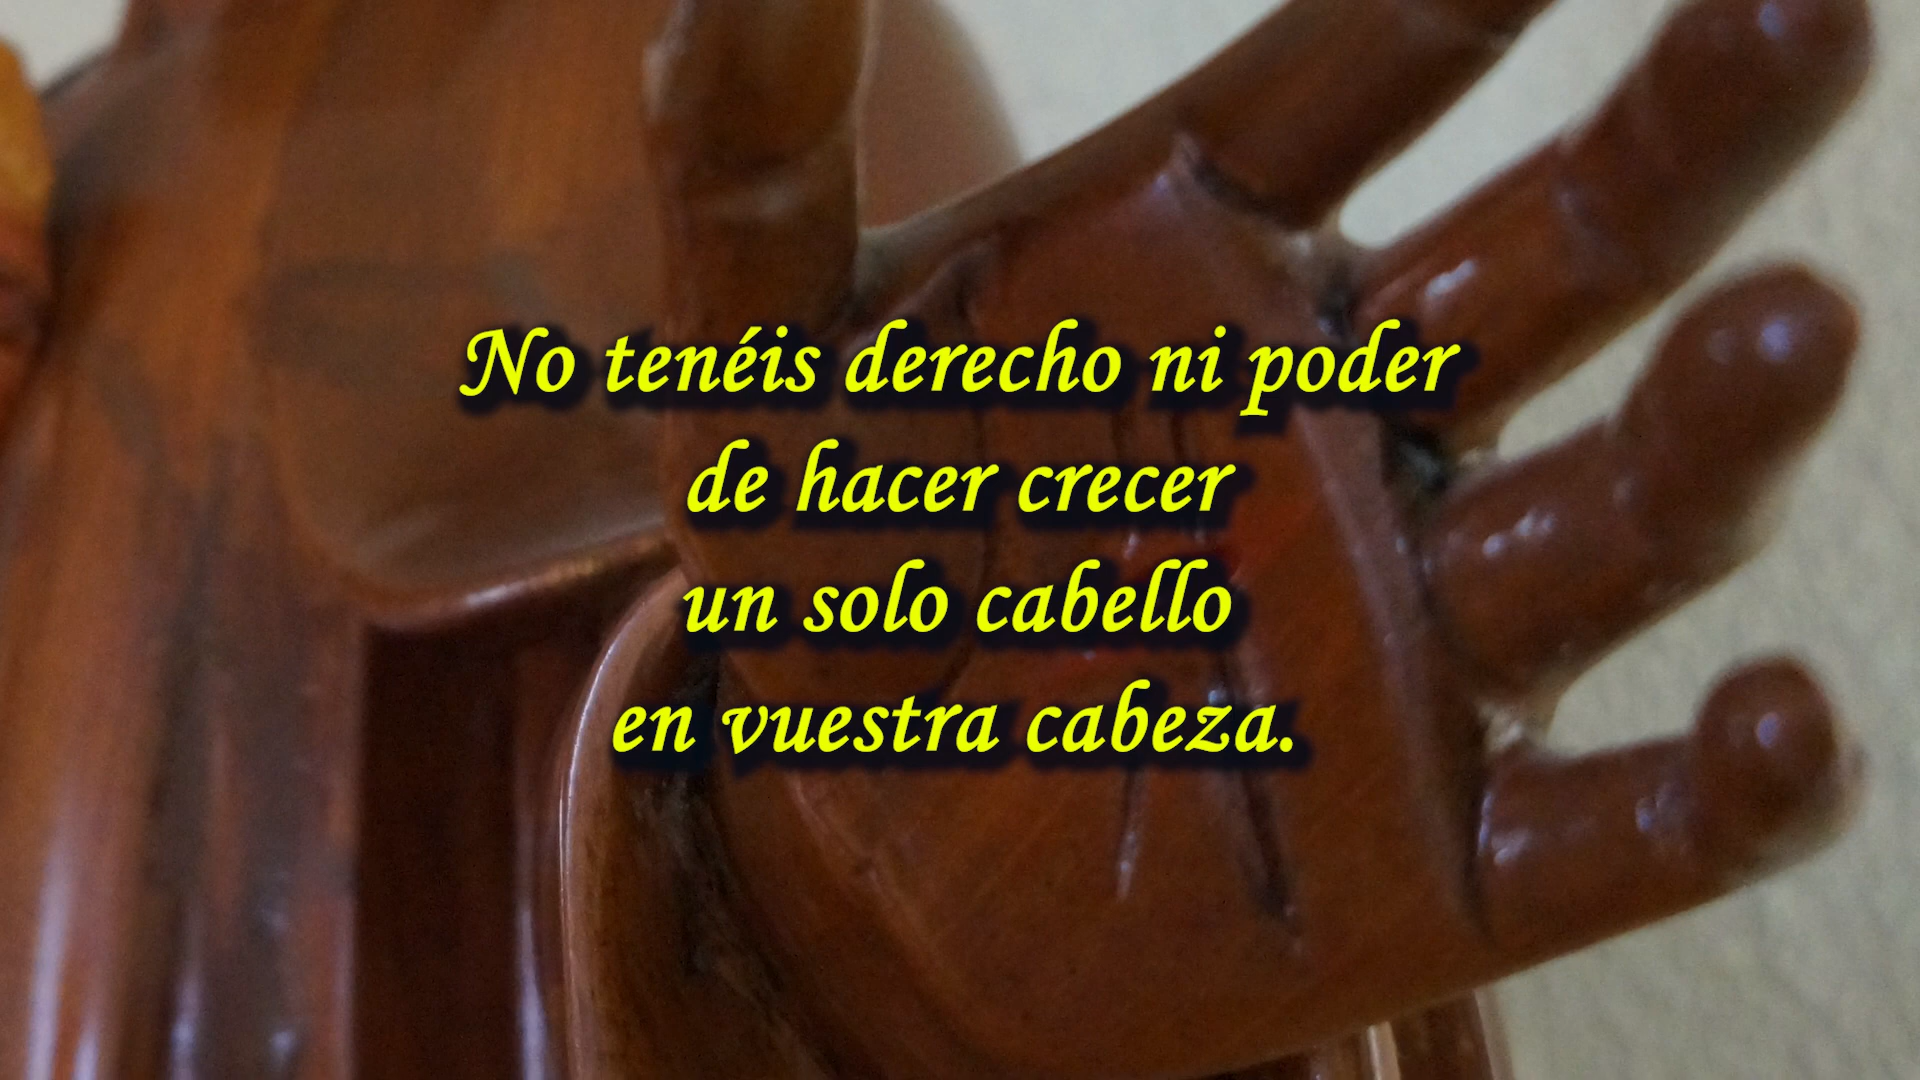 No tenéis derecho ni poder
de hacer crecer
un solo cabello
en vuestra cabeza.